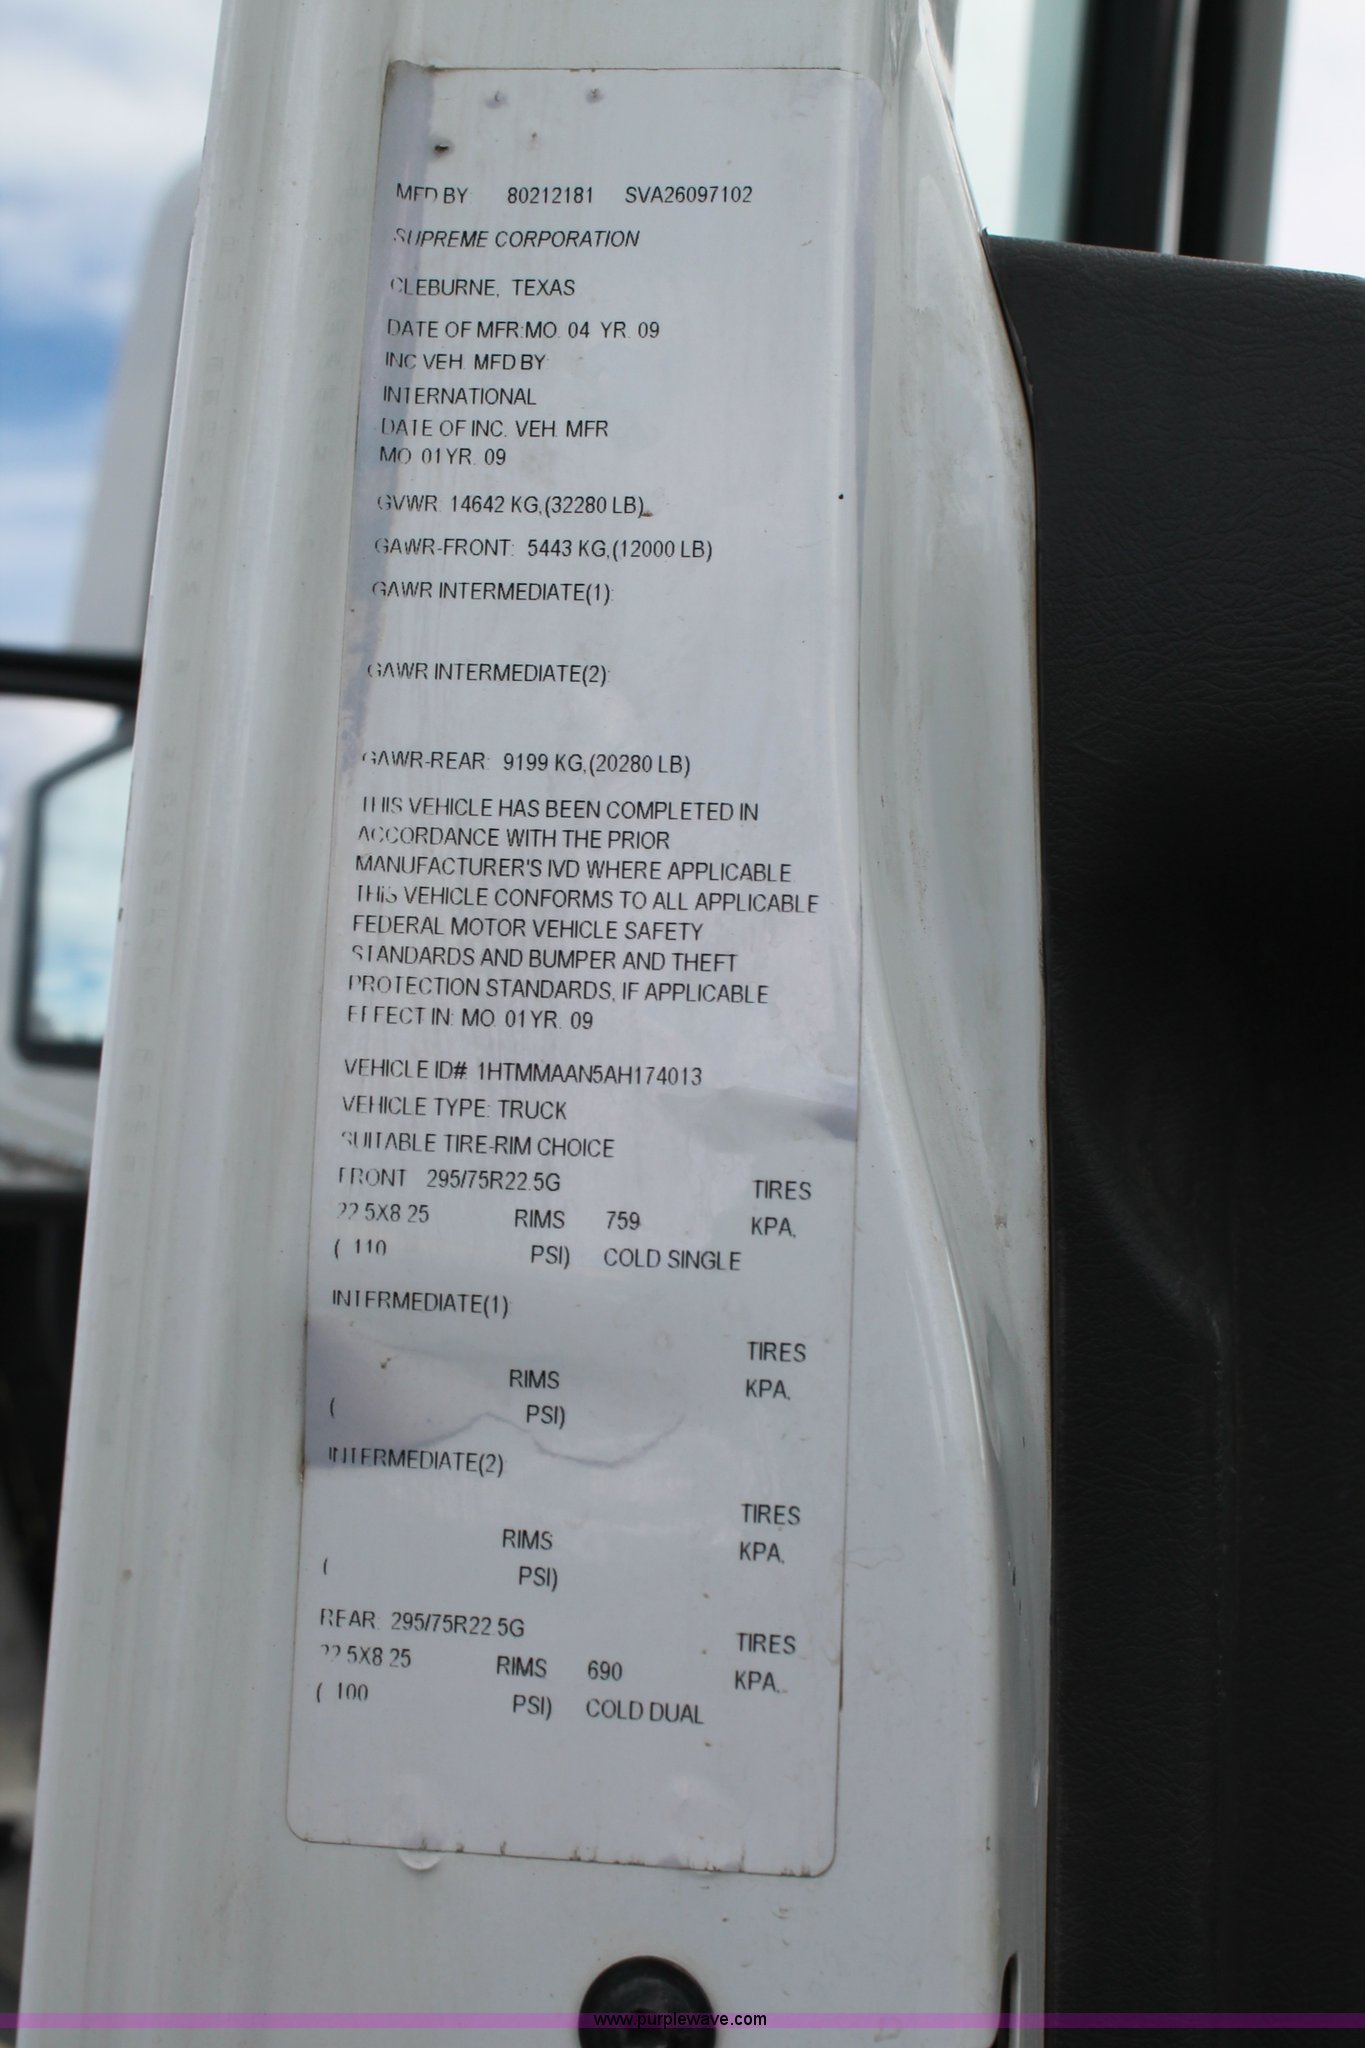 MFD BY 80212181 SVA26097102
SUPREME CORPORATION
CLEBURNE, TEXAS
DATE OF MFR:MO. 04 YR. 09
INC VEH. MFD BY:
INTERNATIONAL
DATE OF INC. VEH. MFR
MO. 01 YR. 09
GVWR: 14642 KG,(32280 LB)
GAWR-FRONT: 5443 KG,(12000 LB)
GAWR INTERMEDIATE(1):
GAWR INTERMEDIATE(2):
GAWR-REAR: 9199 KG,(20280 LB)
THIS VEHICLE HAS BEEN COMPLETED IN
ACCORDANCE WITH THE PRIOR
MANUFACTURER'S IVD WHERE APPLICABLE.
THIS VEHICLE CONFORMS TO ALL APPLICABLE
FEDERAL MOTOR VEHICLE SAFETY
STANDARDS AND BUMPER AND THEFT
PROTECTION STANDARDS, IF APPLICABLE
EFFECT IN: MO. 01 YR. 09
VEHICLE ID#: 1HTMMAAN5AH174013
VEHICLE TYPE: TRUCK
SUITABLE TIRE-RIM CHOICE
FRONT 295/75R22.5G TIRES
22.5X8.25 RIMS 759 KPA,
( 110 PSI) COLD SINGLE
INTERMEDIATE(1):
TIRES
RIMS KPA,
( PSI)
INTERMEDIATE(2):
TIRES
RIMS KPA,
( PSI)
REAR: 295/75R22.5G TIRES
22.5X8.25 RIMS 690 KPA,
( 100 PSI) COLD DUAL
www.purplewave.com